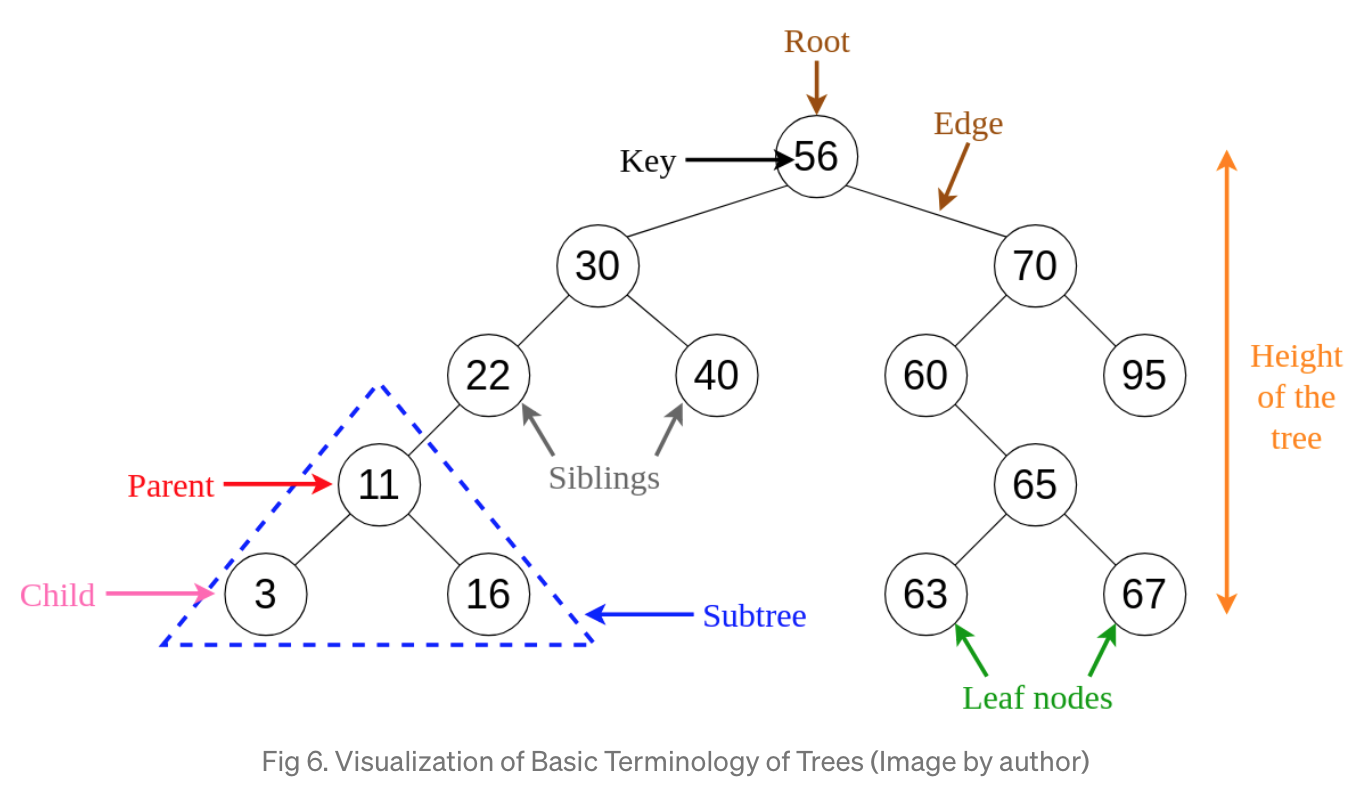 Root
Edge
Key
56
30
70
22
40
60
95
Height
of the
tree
Siblings
Parent
11
65
Child
3
16
63
67
Subtree
Leaf nodes
Fig 6. Visualization of Basic Terminology of Trees (Image by author)